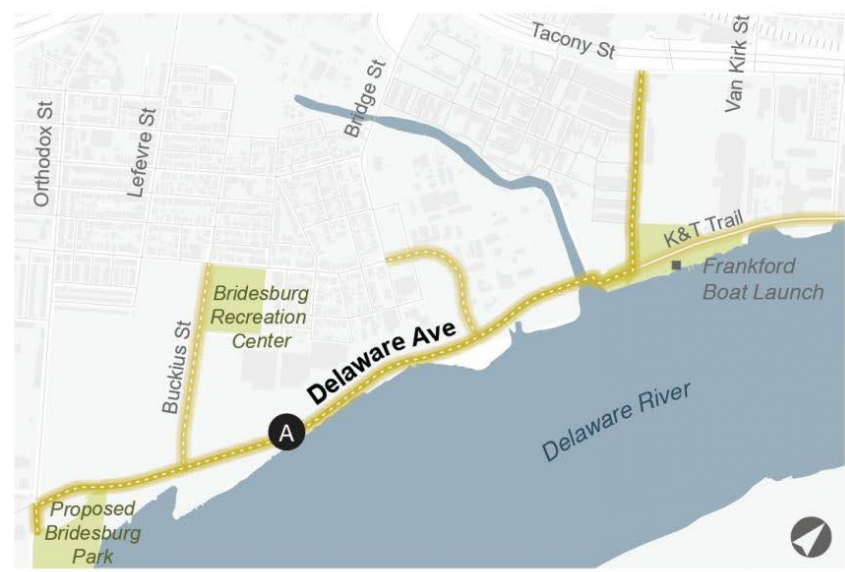 Tacony St
Van Kirk St
Bridge St
Orthodox St
Lefevre St
K&T Trail
Frankford
Boat Launch
Bridesburg
Recreation
Center
Buckius St
Delaware Ave
A
Delaware River
Proposed
Bridesburg
Park